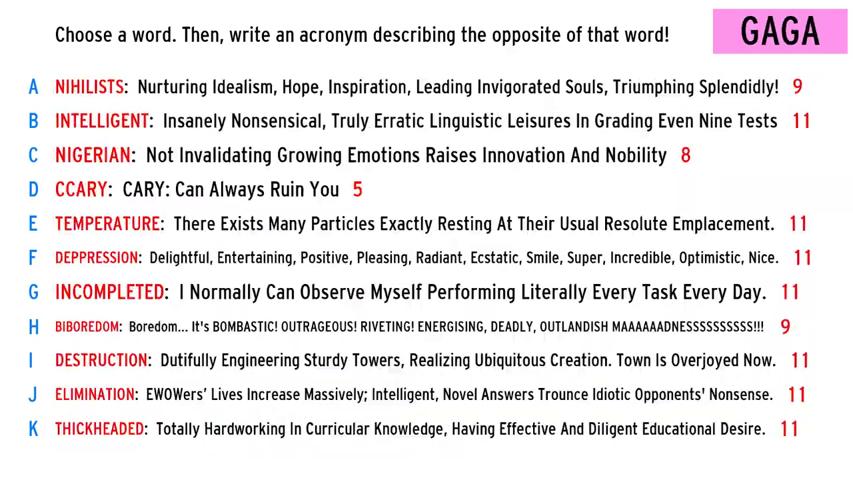 Choose a word. Then, write an acronym describing the opposite of that word!
GAGA
A NIHILISTS: Nurturing Idealism, Hope, Inspiration, Leading Invigorated Souls, Triumphing Splendidly! 9
B INTELLIGENT: Insanely Nonsensical, Truly Erratic Linguistic Leisures In Grading Even Nine Tests 11
C NIGERIAN: Not Invalidating Growing Emotions Raises Innovation And Nobility 8
D CCARY: CARY: Can Always Ruin You 5
E TEMPERATURE: There Exists Many Particles Exactly Resting At Their Usual Resolute Emplacement. 11
F DEPPRESSION: Delightful, Entertaining, Positive, Pleasing, Radiant, Ecstatic, Smile, Super, Incredible, Optimistic, Nice. 11
G INCOMPLETED: I Normally Can Observe Myself Performing Literally Every Task Every Day. 11
H BIBOREDOM: Boredom... It's BOMBASTIC! OUTRAGEOUS! RIVETING! ENERGISING, DEADLY, OUTLANDISH MAAAAAADNESSSSSSSSSS!!! 9
I DESTRUCTION: Dutifully Engineering Sturdy Towers, Realizing Ubiquitous Creation. Town Is Overjoyed Now. 11
J ELIMINATION: EWOWers' Lives Increase Massively; Intelligent, Novel Answers Trounce Idiotic Opponents' Nonsense. 11
K THICKHEADED: Totally Hardworking In Curricular Knowledge, Having Effective And Diligent Educational Desire. 11